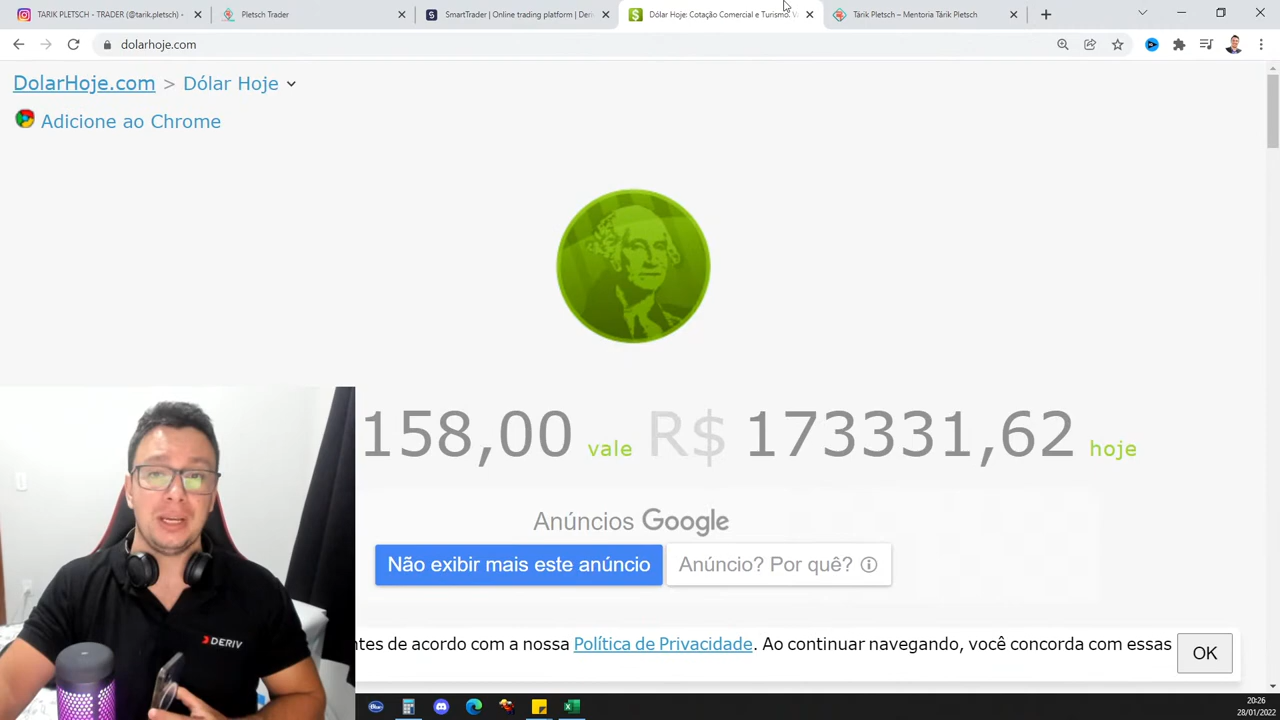 TARIK PLETSCH - TRADER (@tarik.pletsch) •
Pletsch Trader
SmartTrader | Online trading platform | Deri
Dólar Hoje: Cotação Comercial e Turismo:
Tárik Pletsch – Mentoria Tárik Pletsch
dolarhoje.com
DolarHoje.com > Dólar Hoje
Adicione ao Chrome
158,00 vale R$ 173331,62 hoje
Anúncios Google
Não exibir mais este anúncio
Anúncio? Por quê?
ntes de acordo com a nossa Política de Privacidade. Ao continuar navegando, você concorda com essas
OK
DERIV
20:26
28/01/2022